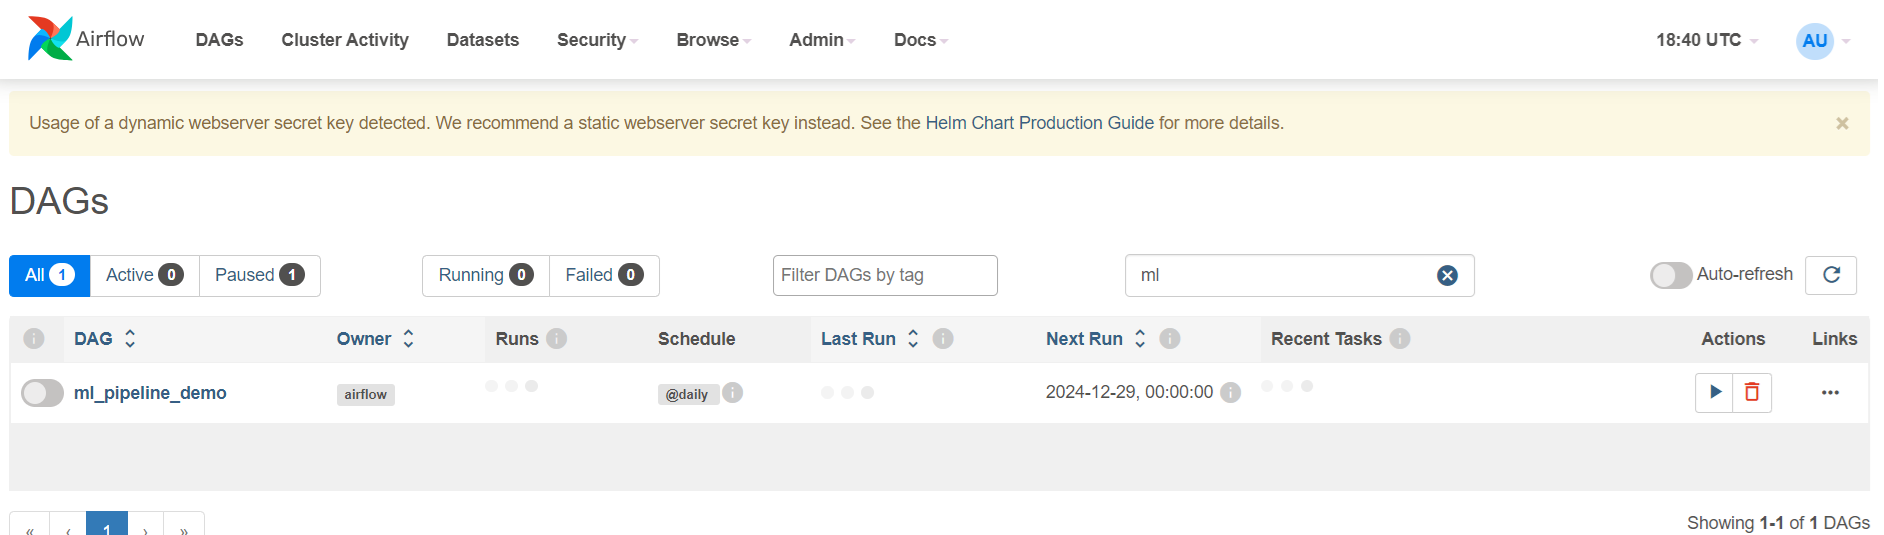 Airflow DAGs Cluster Activity Datasets Security Browse Admin Docs 18:40 UTC AU
Usage of a dynamic webserver secret key detected. We recommend a static webserver secret key instead. See the Helm Chart Production Guide for more details. ×
DAGs
All 1 Active 0 Paused 1 Running 0 Failed 0 Filter DAGs by tag ml Auto-refresh
i DAG Owner Runs i Schedule Last Run i Next Run i Recent Tasks i Actions Links
ml_pipeline_demo airflow @daily i 2024-12-29, 00:00:00 i
« ‹ 1 › » Showing 1-1 of 1 DAGs